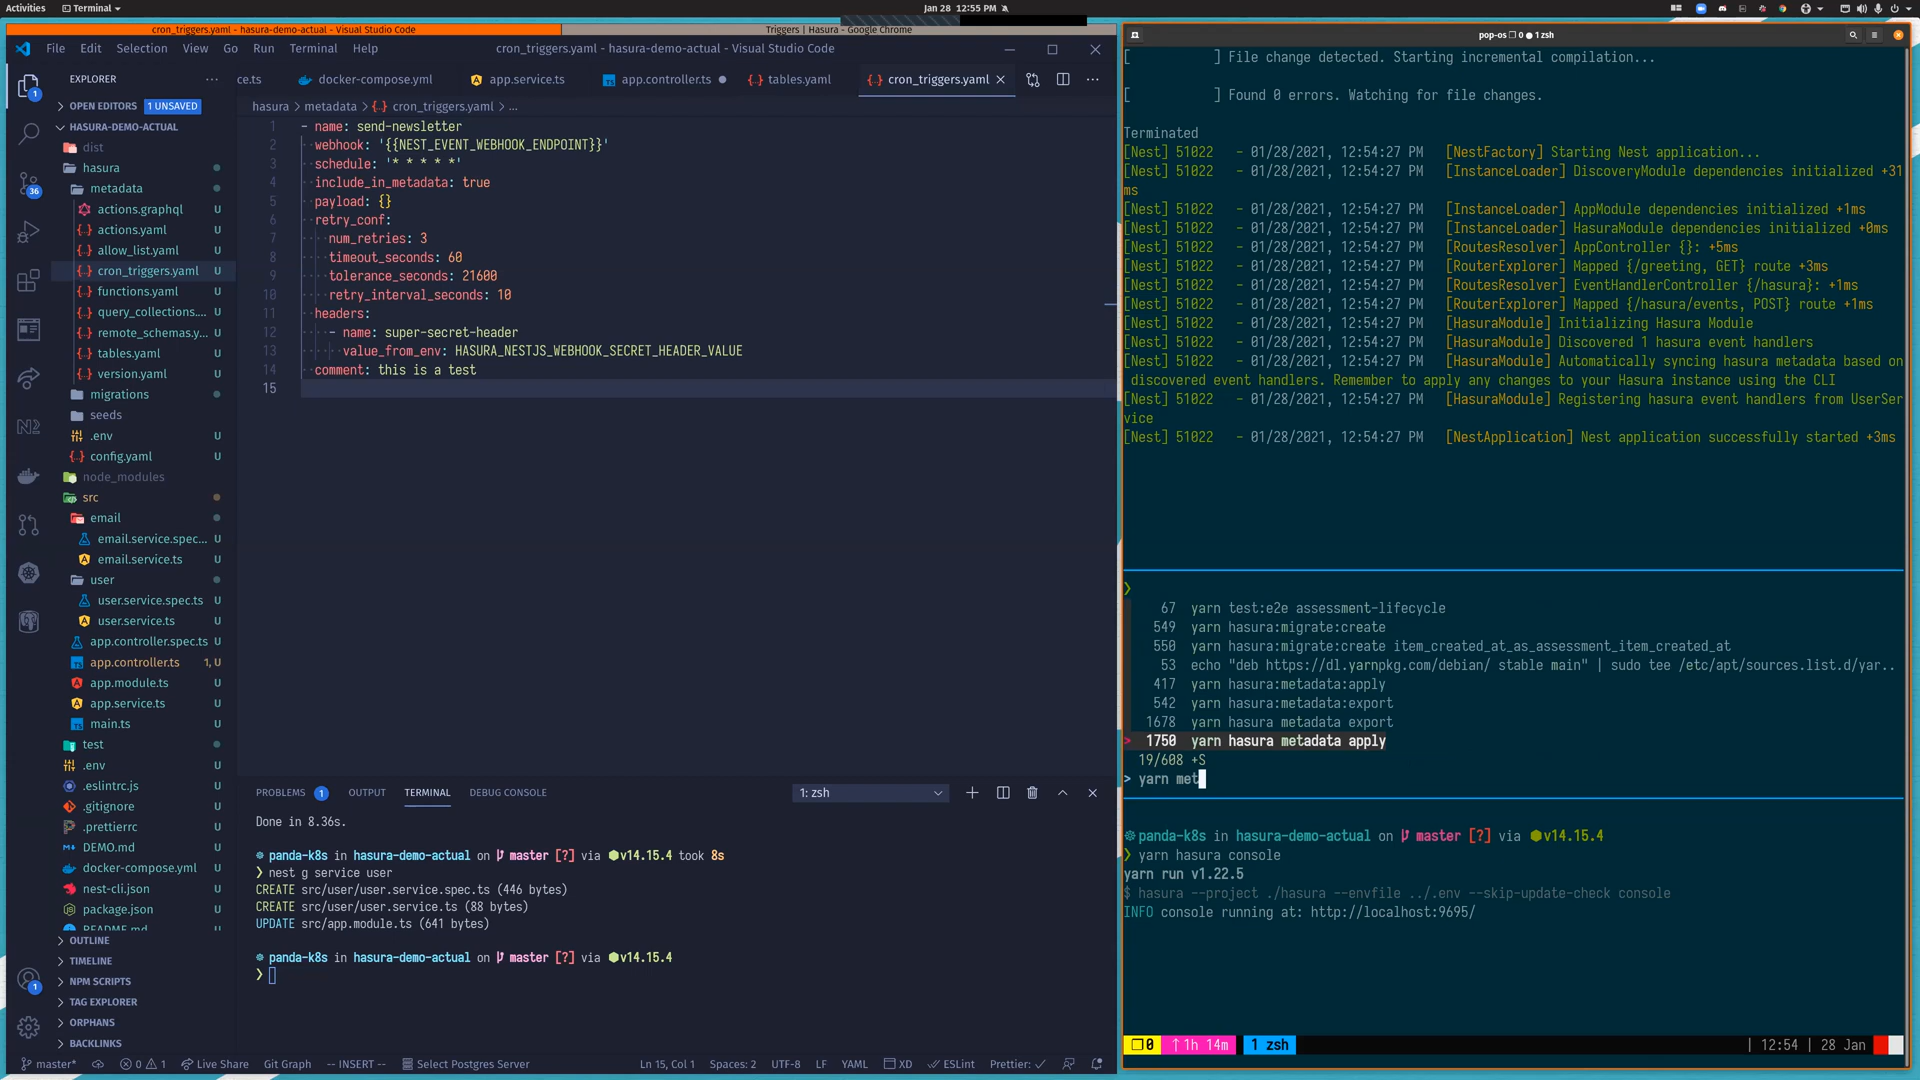 Activities
Terminal
Jan 28 12:55 PM
cron_triggers.yaml - hasura-demo-actual - Visual Studio Code
Triggers | Hasura - Google Chrome
File Edit Selection View Go Run Terminal Help
cron_triggers.yaml - hasura-demo-actual - Visual Studio Code
EXPLORER
ce.ts
docker-compose.yml
app.service.ts
app.controller.ts
tables.yaml
cron_triggers.yaml
hasura > metadata > cron_triggers.yaml > ...
OPEN EDITORS 1 UNSAVED
HASURA-DEMO-ACTUAL
dist
hasura
metadata
actions.graphql U
actions.yaml U
allow_list.yaml U
cron_triggers.yaml U
functions.yaml U
query_collections.... U
remote_schemas.y... U
tables.yaml U
version.yaml U
migrations
seeds
.env U
config.yaml U
node_modules
src
email
email.service.spec... U
email.service.ts U
user
user.service.spec.ts U
user.service.ts U
app.controller.spec.ts U
app.controller.ts 1, U
app.module.ts U
app.service.ts U
main.ts U
test
.env U
.eslintrc.js U
.gitignore U
.prettierrc U
DEMO.md U
docker-compose.yml U
nest-cli.json U
package.json U
README.md U
OUTLINE
TIMELINE
NPM SCRIPTS
TAG EXPLORER
ORPHANS
BACKLINKS
1
36
1
1 - name: send-newsletter
2 webhook: '{{NEST_EVENT_WEBHOOK_ENDPOINT}}'
3 schedule: '* * * * *'
4 include_in_metadata: true
5 payload: {}
6 retry_conf:
7 num_retries: 3
8 timeout_seconds: 60
9 tolerance_seconds: 21600
10 retry_interval_seconds: 10
11 headers:
12 - name: super-secret-header
13 value_from_env: HASURA_NESTJS_WEBHOOK_SECRET_HEADER_VALUE
14 comment: this is a test
15
PROBLEMS 1 OUTPUT TERMINAL DEBUG CONSOLE
1: zsh
Done in 8.36s.
panda-k8s in hasura-demo-actual on master [?] via v14.15.4 took 8s
❯ nest g service user
CREATE src/user/user.service.spec.ts (446 bytes)
CREATE src/user/user.service.ts (88 bytes)
UPDATE src/app.module.ts (641 bytes)
panda-k8s in hasura-demo-actual on master [?] via v14.15.4
❯
master* 0 1 Live Share Git Graph -- INSERT -- Select Postgres Server Ln 15, Col 1 Spaces: 2 UTF-8 LF YAML XD ESLint Prettier:
pop-os 0 1 zsh
[ ] File change detected. Starting incremental compilation...
[ ] Found 0 errors. Watching for file changes.
Terminated
[Nest] 51022 - 01/28/2021, 12:54:27 PM [NestFactory] Starting Nest application...
[Nest] 51022 - 01/28/2021, 12:54:27 PM [InstanceLoader] DiscoveryModule dependencies initialized +31
ms
[Nest] 51022 - 01/28/2021, 12:54:27 PM [InstanceLoader] AppModule dependencies initialized +1ms
[Nest] 51022 - 01/28/2021, 12:54:27 PM [InstanceLoader] HasuraModule dependencies initialized +0ms
[Nest] 51022 - 01/28/2021, 12:54:27 PM [RoutesResolver] AppController {}: +5ms
[Nest] 51022 - 01/28/2021, 12:54:27 PM [RouterExplorer] Mapped {/greeting, GET} route +3ms
[Nest] 51022 - 01/28/2021, 12:54:27 PM [RoutesResolver] EventHandlerController {/hasura}: +1ms
[Nest] 51022 - 01/28/2021, 12:54:27 PM [RouterExplorer] Mapped {/hasura/events, POST} route +1ms
[Nest] 51022 - 01/28/2021, 12:54:27 PM [HasuraModule] Initializing Hasura Module
[Nest] 51022 - 01/28/2021, 12:54:27 PM [HasuraModule] Discovered 1 hasura event handlers
[Nest] 51022 - 01/28/2021, 12:54:27 PM [HasuraModule] Automatically syncing hasura metadata based on
discovered event handlers. Remember to apply any changes to your Hasura instance using the CLI
[Nest] 51022 - 01/28/2021, 12:54:27 PM [HasuraModule] Registering hasura event handlers from UserSer
vice
[Nest] 51022 - 01/28/2021, 12:54:27 PM [NestApplication] Nest application successfully started +3ms
❯
67 yarn test:e2e assessment-lifecycle
549 yarn hasura:migrate:create
550 yarn hasura:migrate:create item_created_at_as_assessment_item_created_at
53 echo "deb https://dl.yarnpkg.com/debian/ stable main" | sudo tee /etc/apt/sources.list.d/yar..
417 yarn hasura:metadata:apply
542 yarn hasura:metadata:export
1678 yarn hasura metadata export
> 1750 yarn hasura metadata apply
19/608 +S
> yarn met
panda-k8s in hasura-demo-actual on master [?] via v14.15.4
❯ yarn hasura console
yarn run v1.22.5
$ hasura --project ./hasura --envfile ../.env --skip-update-check console
INFO console running at: http://localhost:9695/
0 ↑1h 14m 1 zsh | 12:54 | 28 Jan